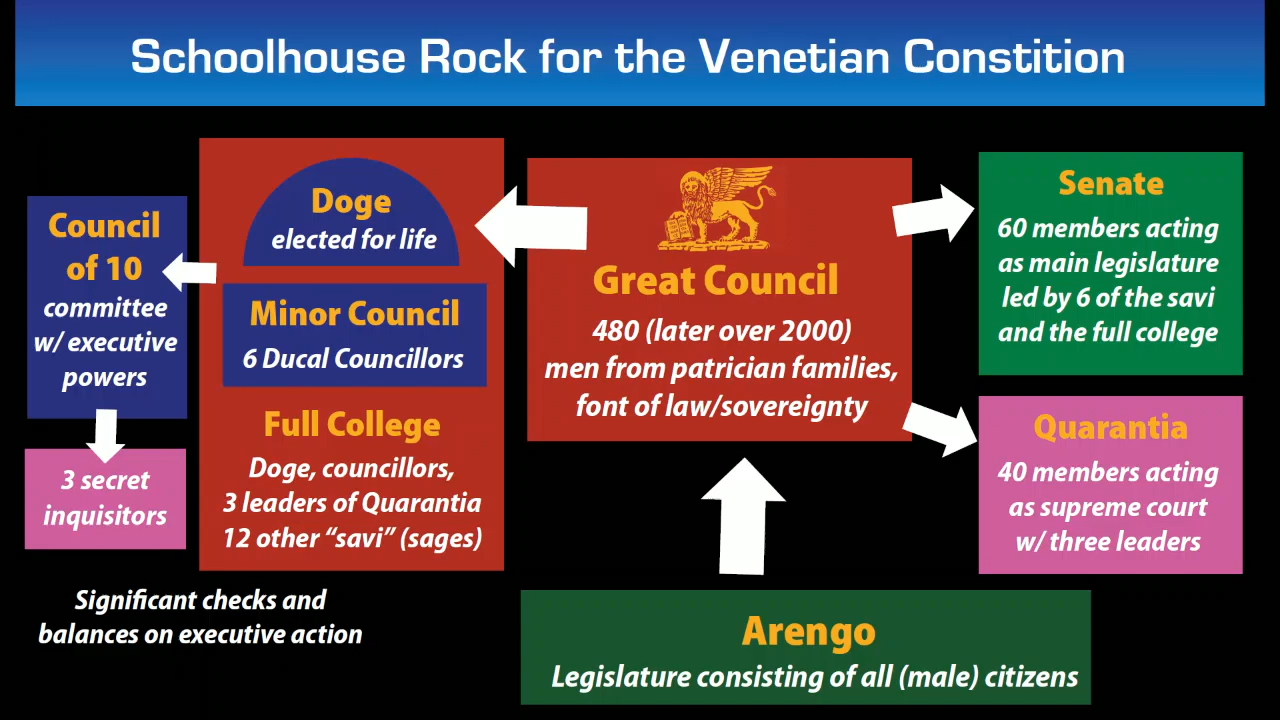 Schoolhouse Rock for the Venetian Constition
Council
of 10
committee
w/ executive
powers
3 secret
inquisitors
Doge
elected for life
Minor Council
6 Ducal Councillors
Full College
Doge, councillors,
3 leaders of Quarantia
12 other “savi” (sages)
Great Council
480 (later over 2000)
men from patrician families,
font of law/sovereignty
Senate
60 members acting
as main legislature
led by 6 of the savi
and the full college
Quarantia
40 members acting
as supreme court
w/ three leaders
Significant checks and
balances on executive action
Arengo
Legislature consisting of all (male) citizens